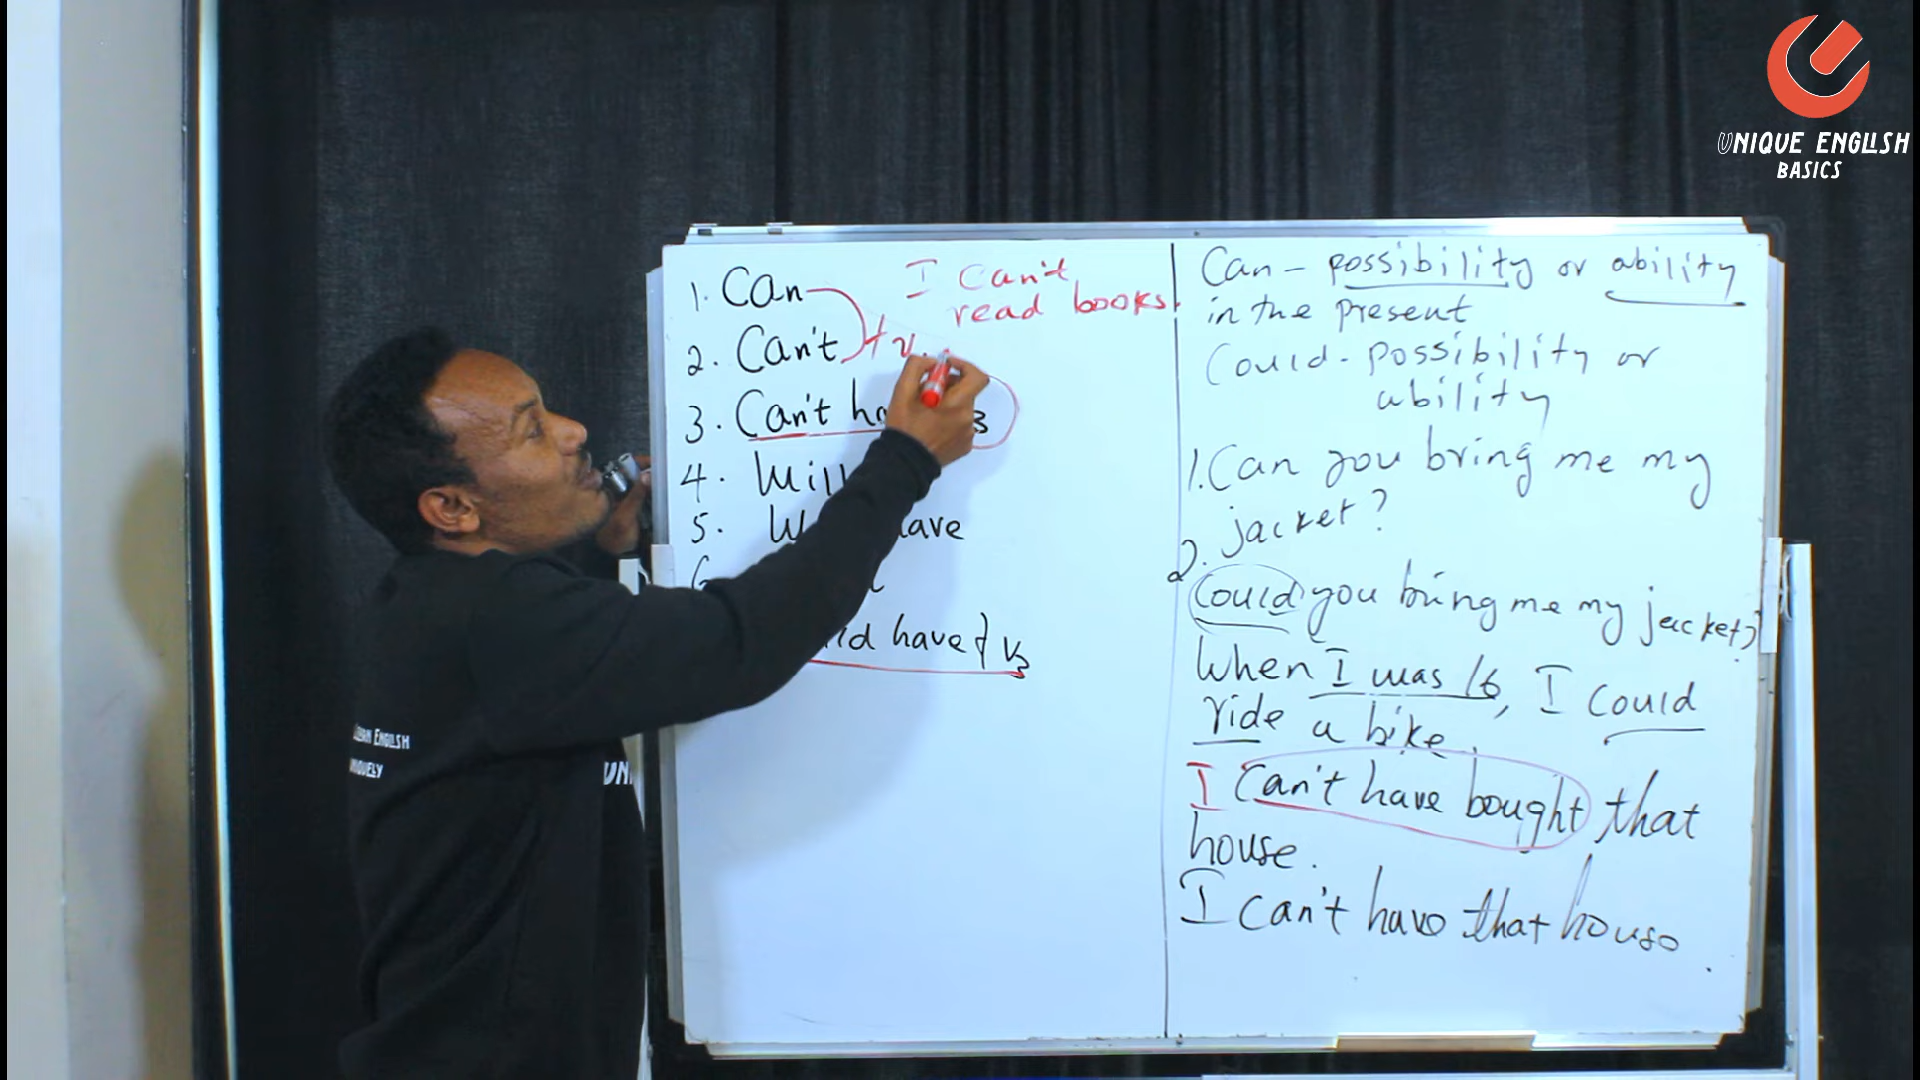 UNIQUE ENGLISH
BASICS
1. Can
2. Can't
+ v.
I can't
read books.
3. Can't
4. Will
5.
have
have + V3
Can - possibility or ability
in the present
Could - possibility or
ability
1. Can you bring me my
jacket?
2.
Could you bring me my jacket?
When I was 16, I could
ride a bike.
I can't have bought that
house.
I can't have that house.
LEARN ENGLISH
UNIQUELY